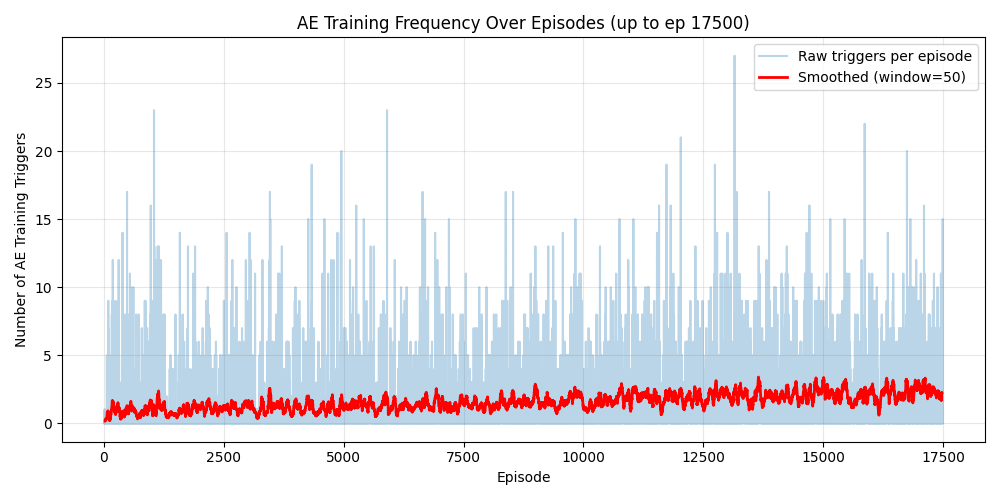 AE Training Frequency Over Episodes (up to ep 17500)
Raw triggers per episode
Smoothed (window=50)
Number of AE Training Triggers
25
20
15
10
5
0
0 2500 5000 7500 10000 12500 15000 17500
Episode